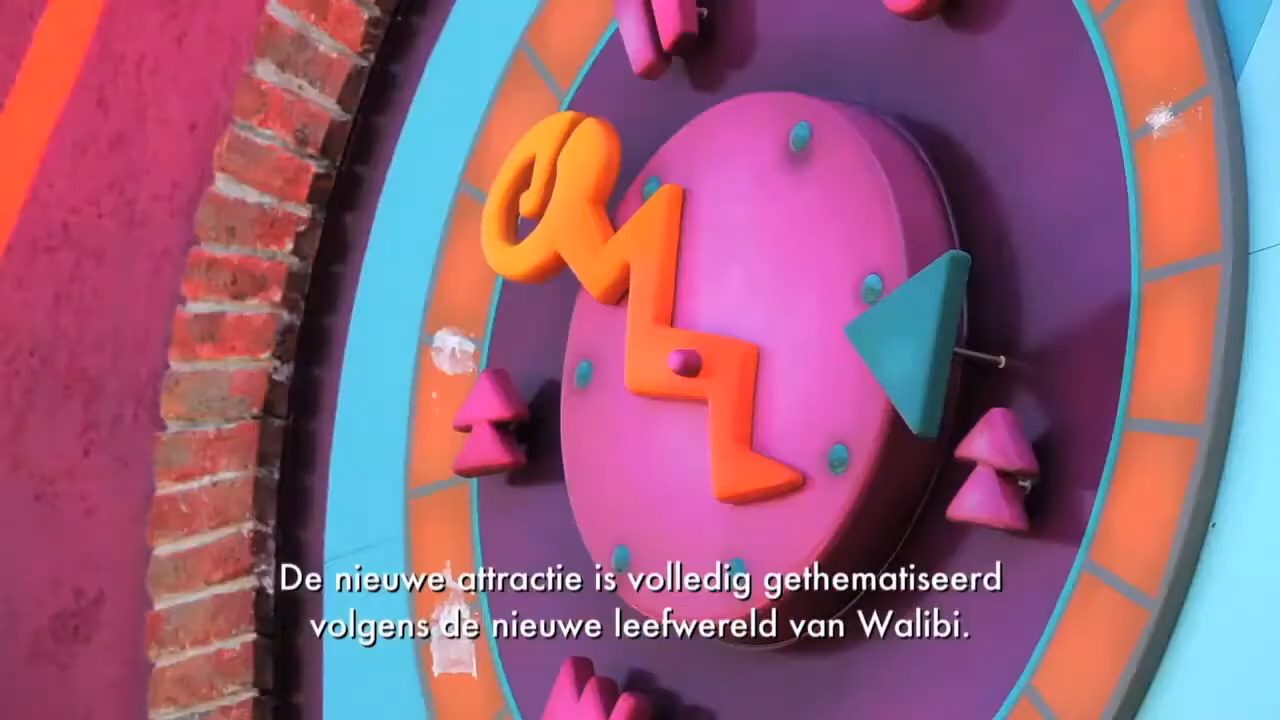 De nieuwe attractie is volledig gethematiseerd
volgens de nieuwe leefwereld van Walibi.